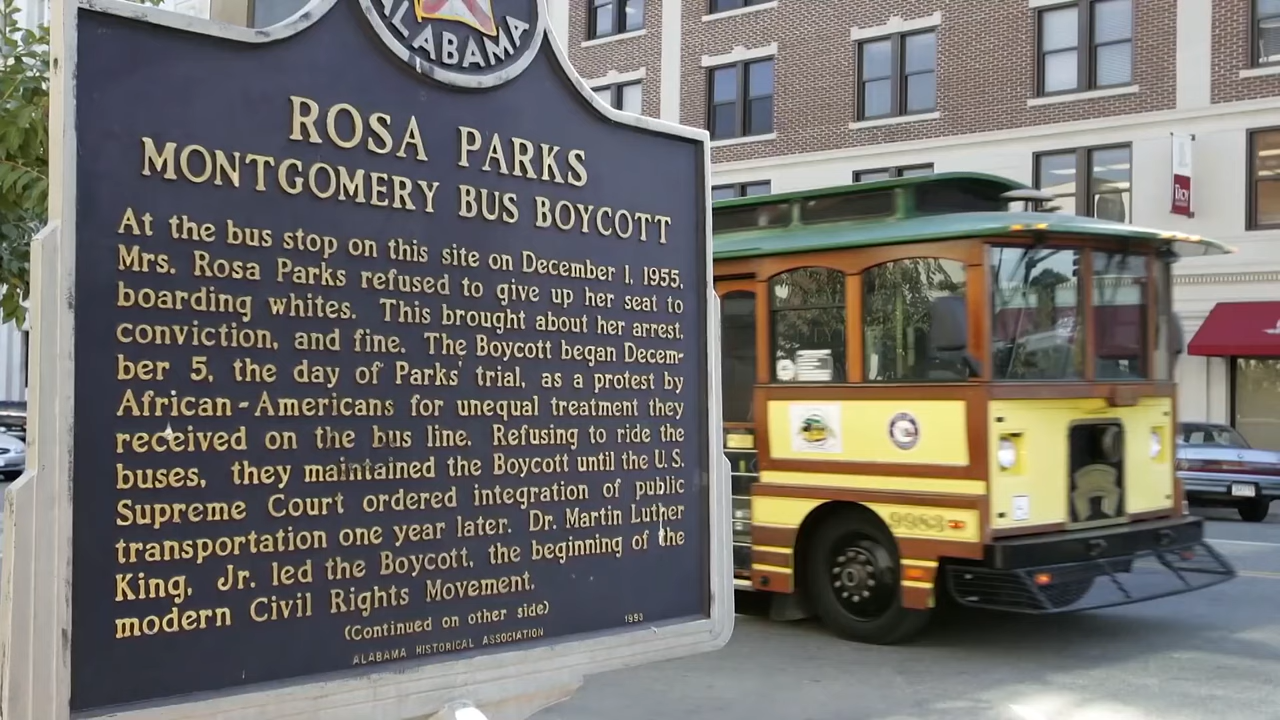 ALABAMA
ROSA PARKS
MONTGOMERY BUS BOYCOTT
At the bus stop on this site on December 1, 1955,
Mrs. Rosa Parks refused to give up her seat to
boarding whites. This brought about her arrest,
conviction, and fine. The Boycott began Decem-
ber 5, the day of Parks' trial, as a protest by
African-Americans for unequal treatment they
received on the bus line. Refusing to ride the
buses, they maintained the Boycott until the U.S.
Supreme Court ordered integration of public
transportation one year later. Dr. Martin Luther
King, Jr. led the Boycott, the beginning of the
modern Civil Rights Movement.
(Continued on other side)
ALABAMA HISTORICAL ASSOCIATION
1993
TROY
9983